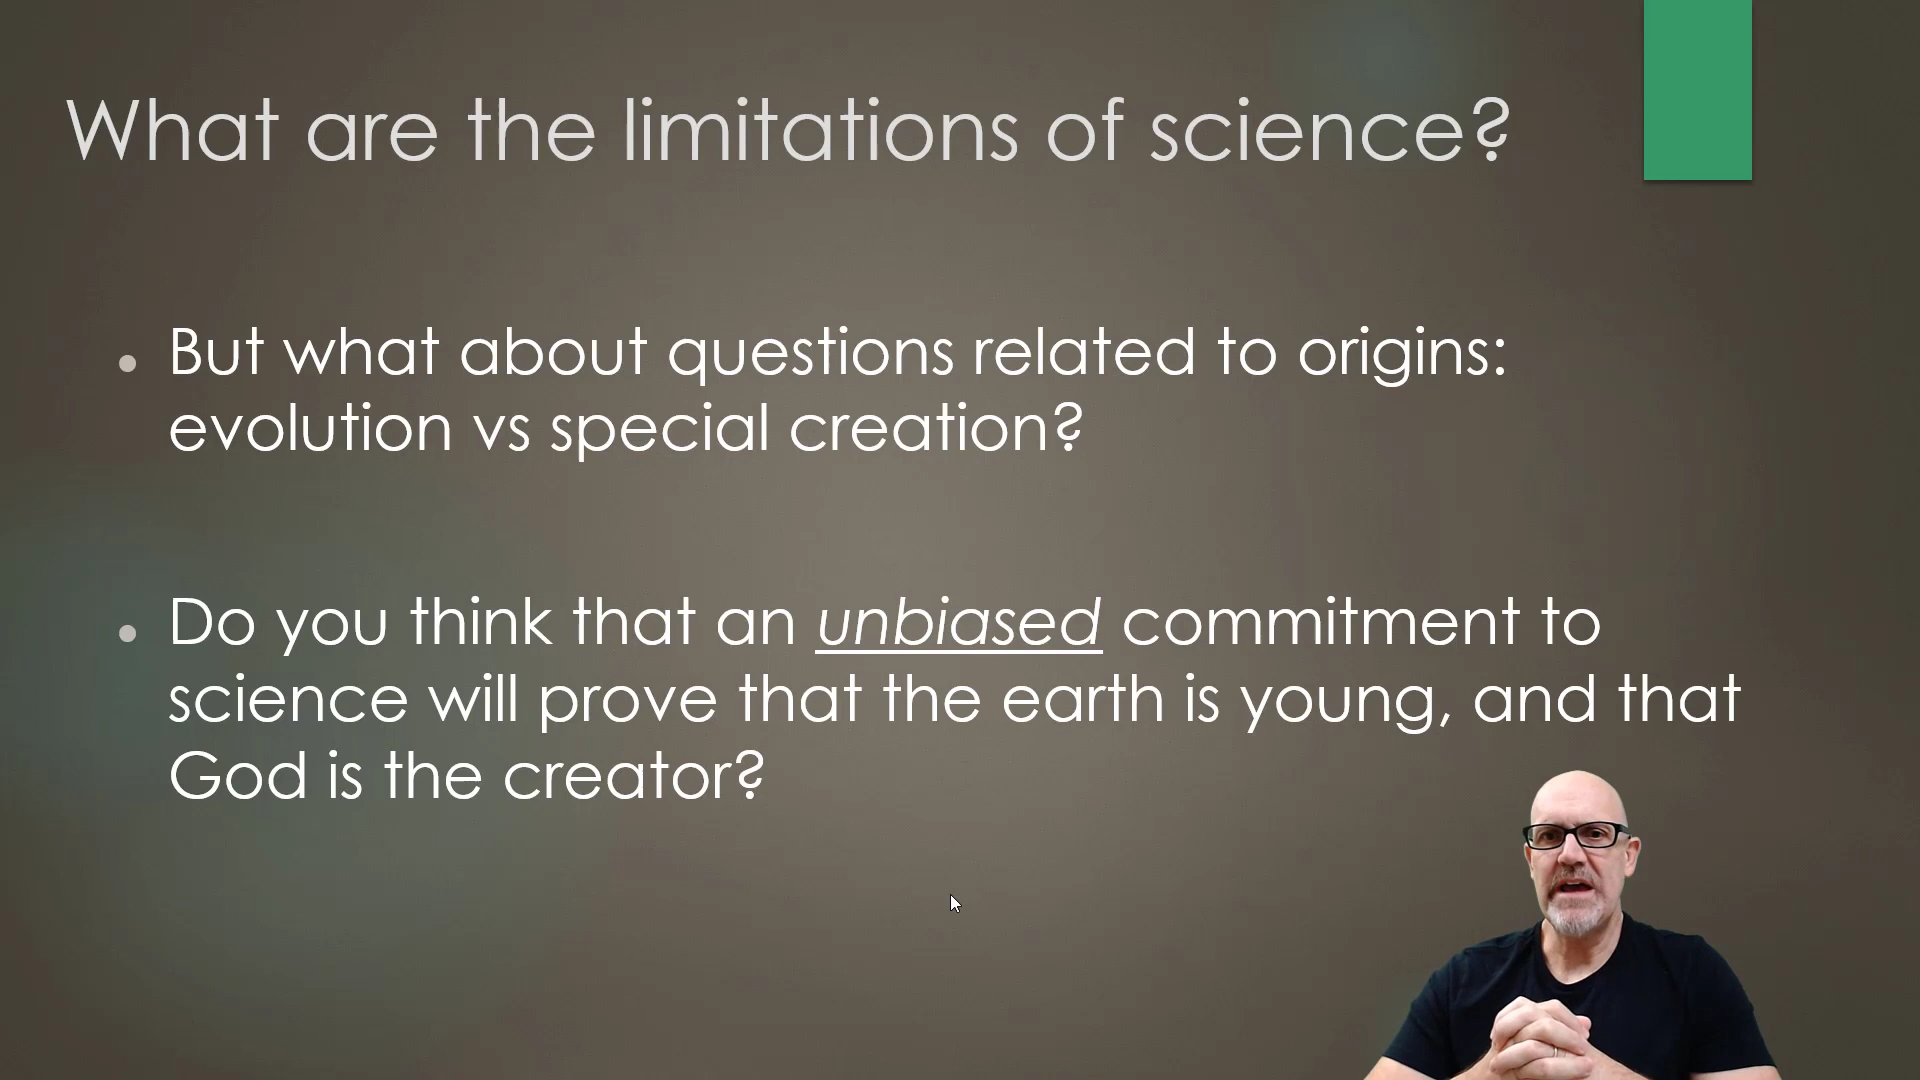 What are the limitations of science?
But what about questions related to origins:
evolution vs special creation?
Do you think that an unbiased commitment to
science will prove that the earth is young, and that
God is the creator?